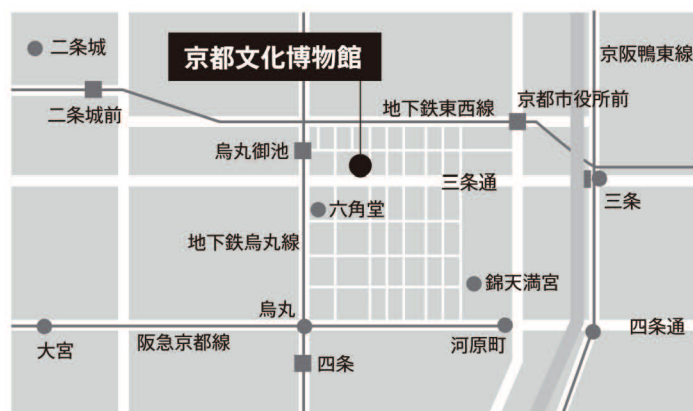 二条城
京都文化博物館
京阪鴨東線
二条城前
地下鉄東西線
京都市役所前
烏丸御池
三条通
三条
六角堂
地下鉄烏丸線
錦天満宮
烏丸
四条通
大宮
阪急京都線
河原町
四条